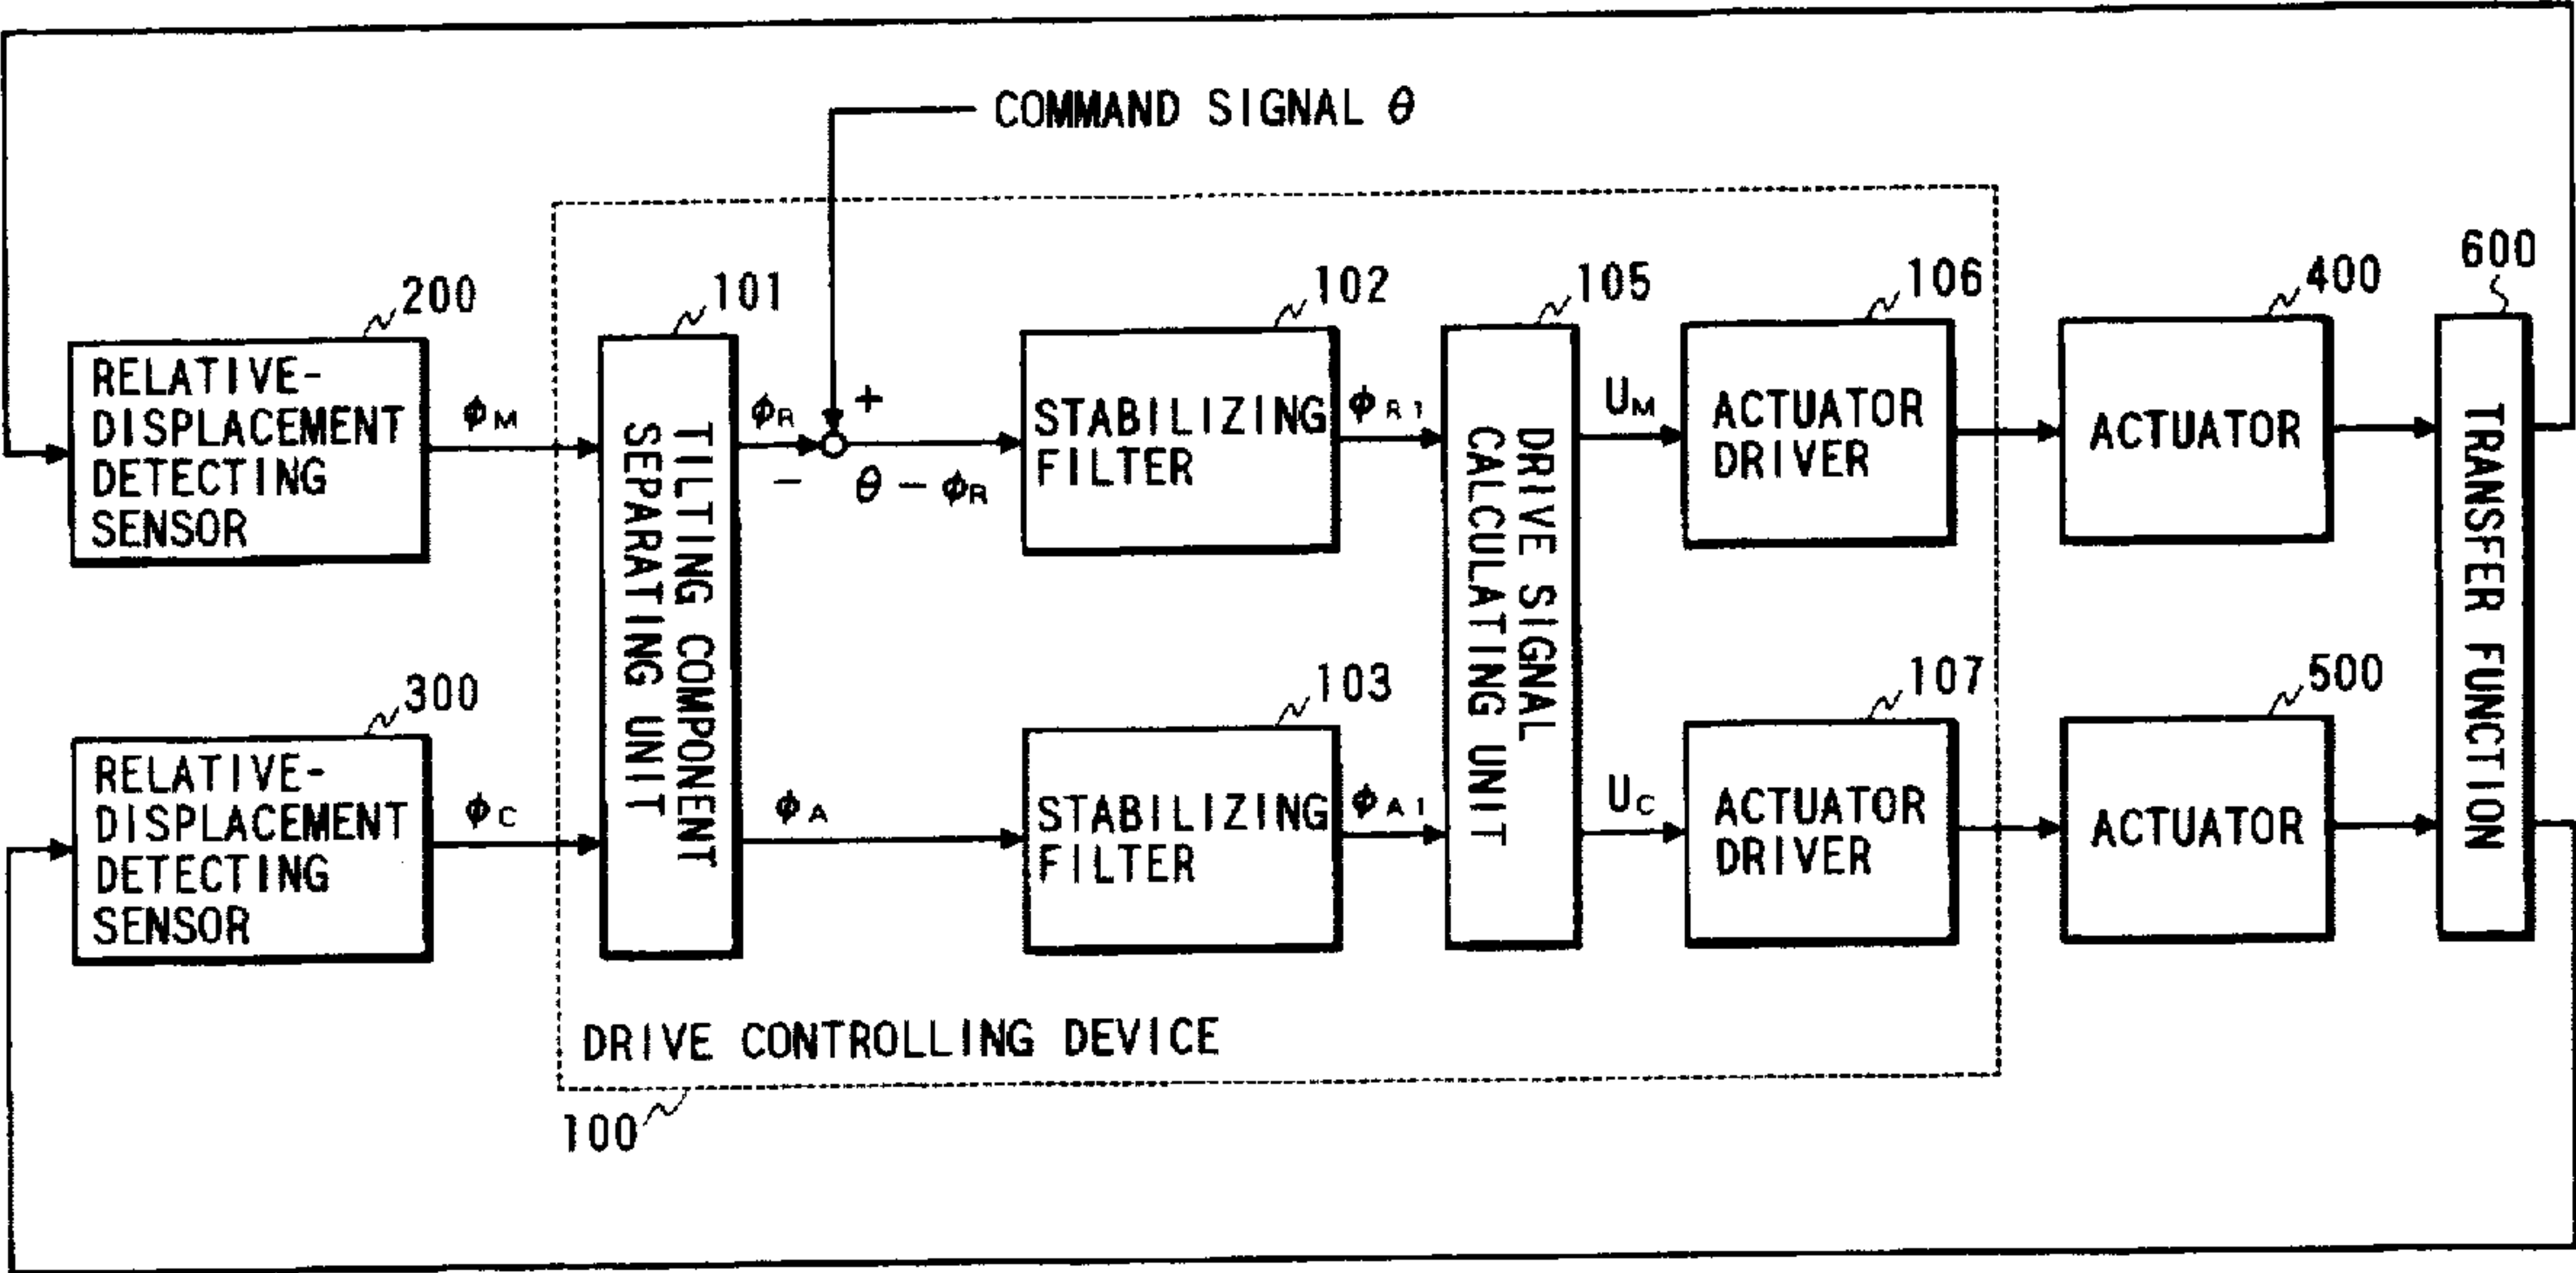 COMMAND SIGNAL θ
200
RELATIVE-
DISPLACEMENT
DETECTING
SENSOR
ϕM
101
TILTING COMPONENT
SEPARATING UNIT
ϕR
+
−
θ − ϕR
102
STABILIZING
FILTER
ϕR1
105
DRIVE SIGNAL
CALCULATING UNIT
UM
106
ACTUATOR
DRIVER
400
ACTUATOR
600
TRANSFER FUNCTION
300
RELATIVE-
DISPLACEMENT
DETECTING
SENSOR
ϕC
ϕA
103
STABILIZING
FILTER
ϕA1
UC
107
ACTUATOR
DRIVER
500
ACTUATOR
DRIVE CONTROLLING DEVICE
100